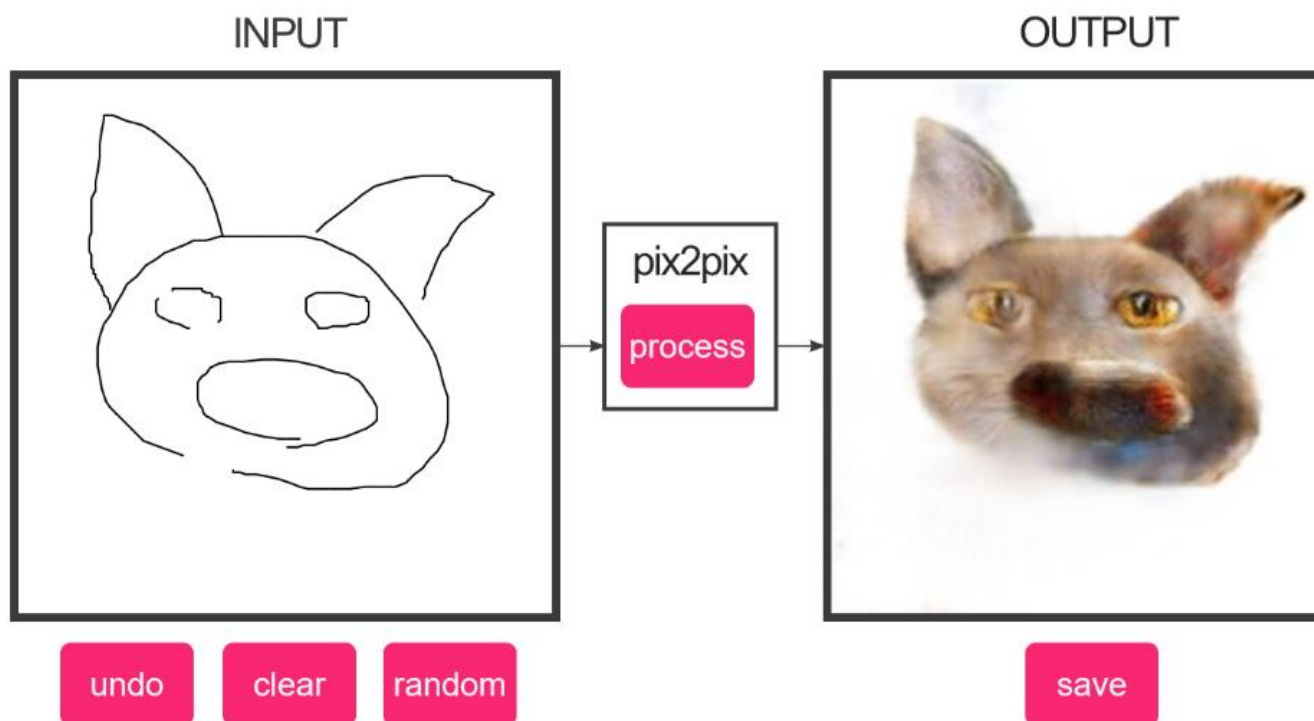 INPUT
OUTPUT
pix2pix
process
undo
clear
random
save